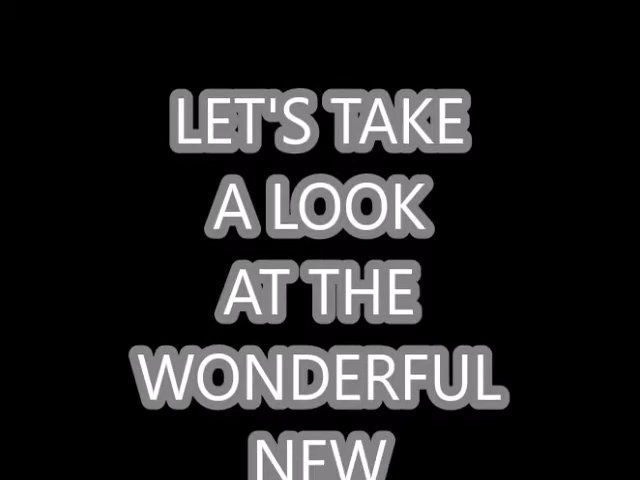 LET'S TAKE
A LOOK
AT THE
WONDERFUL
NEW